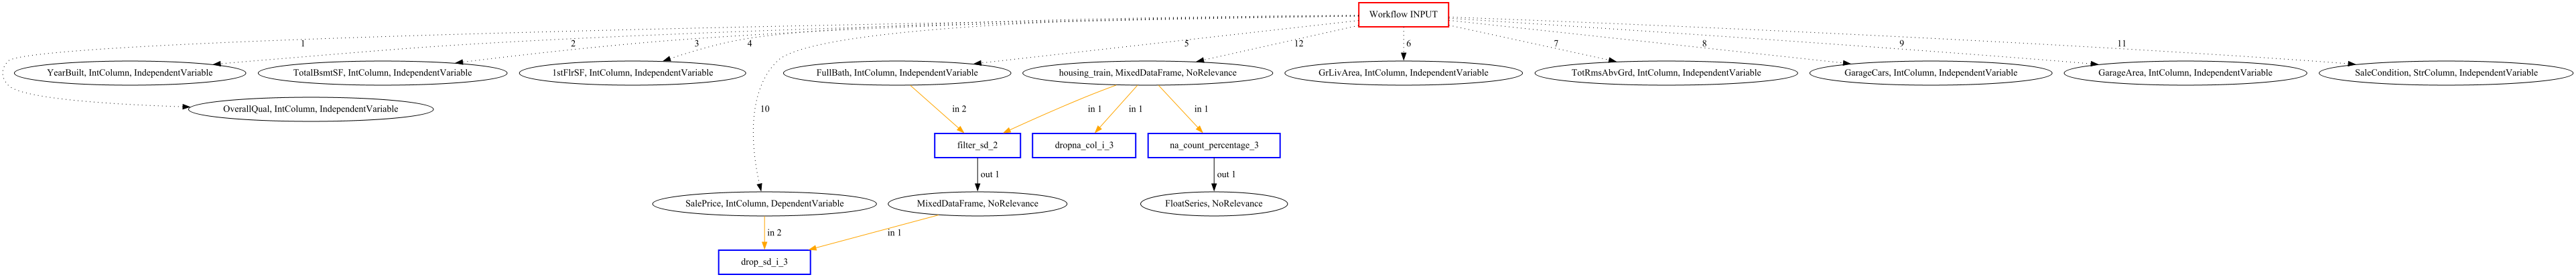 Workflow INPUT
1
2
3
4
5
12
6
7
8
9
11
YearBuilt, IntColumn, IndependentVariable
TotalBsmtSF, IntColumn, IndependentVariable
1stFlrSF, IntColumn, IndependentVariable
FullBath, IntColumn, IndependentVariable
housing_train, MixedDataFrame, NoRelevance
GrLivArea, IntColumn, IndependentVariable
TotRmsAbvGrd, IntColumn, IndependentVariable
GarageCars, IntColumn, IndependentVariable
GarageArea, IntColumn, IndependentVariable
SaleCondition, StrColumn, IndependentVariable
OverallQual, IntColumn, IndependentVariable
10
in 2
in 1
in 1
in 1
filter_sd_2
dropna_col_i_3
na_count_percentage_3
out 1
out 1
SalePrice, IntColumn, DependentVariable
MixedDataFrame, NoRelevance
FloatSeries, NoRelevance
in 2
in 1
drop_sd_i_3